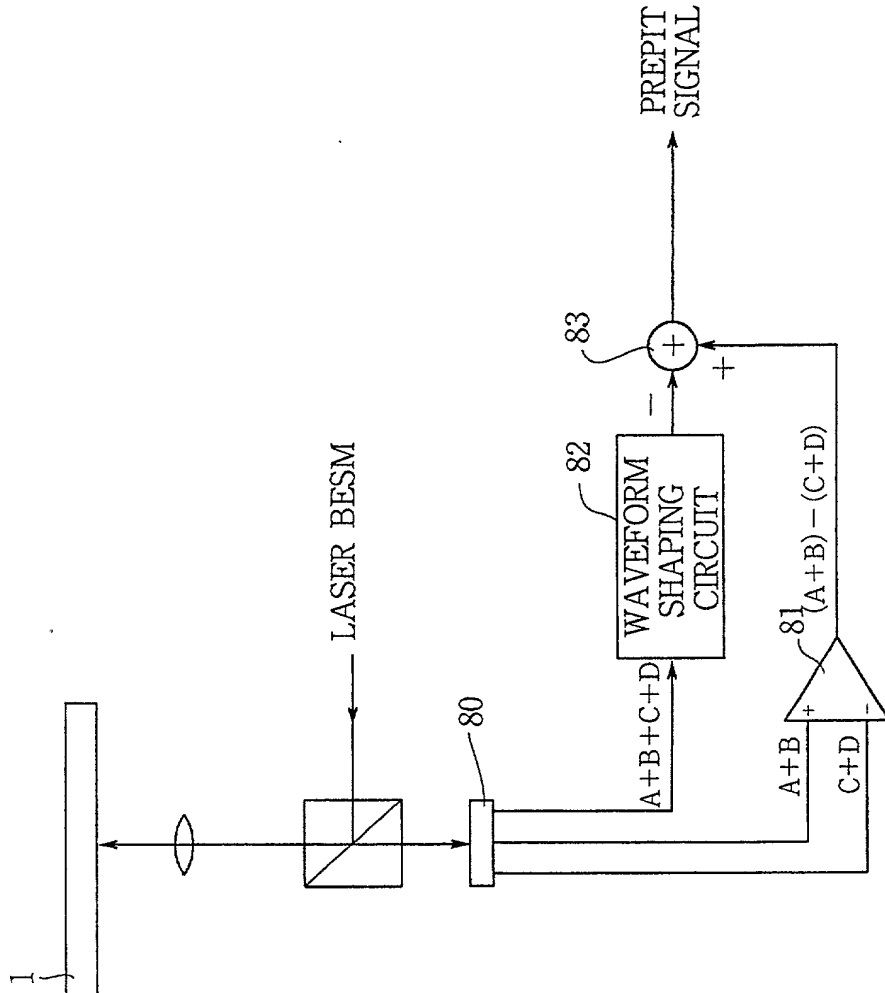 1
LASER BESM
80
A+B+C+D
82
WAVEFORM
SHAPING
CIRCUIT
−
83
+
+
PREPIT
SIGNAL
A+B
C+D
+
−
81
(A+B)−(C+D)